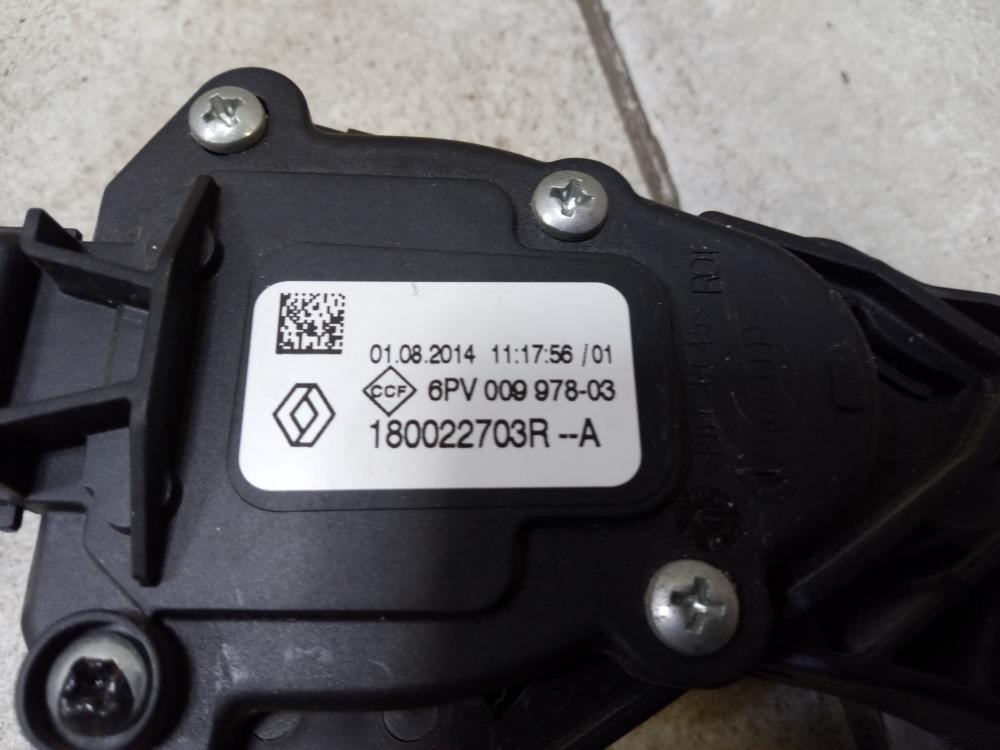 01.08.2014 11:17:56 /01
CCF 6PV 009 978-03
180022703R --A